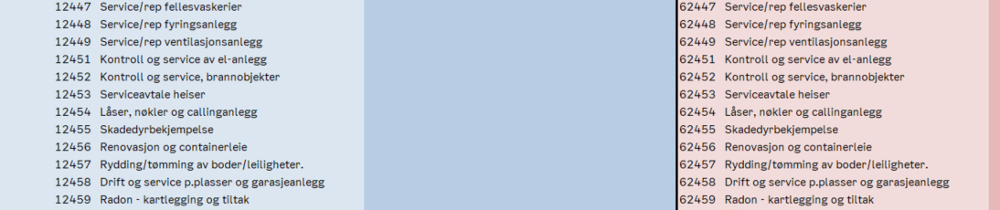 12447 Service/rep fellesvaskerier 62447 Service/rep fellesvaskerier
12448 Service/rep fyringsanlegg 62448 Service/rep fyringsanlegg
12449 Service/rep ventilasjonsanlegg 62449 Service/rep ventilasjonsanlegg
12451 Kontroll og service av el-anlegg 62451 Kontroll og service av el-anlegg
12452 Kontroll og service, brannobjekter 62452 Kontroll og service, brannobjekter
12453 Serviceavtale heiser 62453 Serviceavtale heiser
12454 Låser, nøkler og callinganlegg 62454 Låser, nøkler og callinganlegg
12455 Skadedyrbekjempelse 62455 Skadedyrbekjempelse
12456 Renovasjon og containerleie 62456 Renovasjon og containerleie
12457 Rydding/tømming av boder/leiligheter. 62457 Rydding/tømming av boder/leiligheter.
12458 Drift og service p.plasser og garasjeanlegg 62458 Drift og service p.plasser og garasjeanlegg
12459 Radon - kartlegging og tiltak 62459 Radon - kartlegging og tiltak